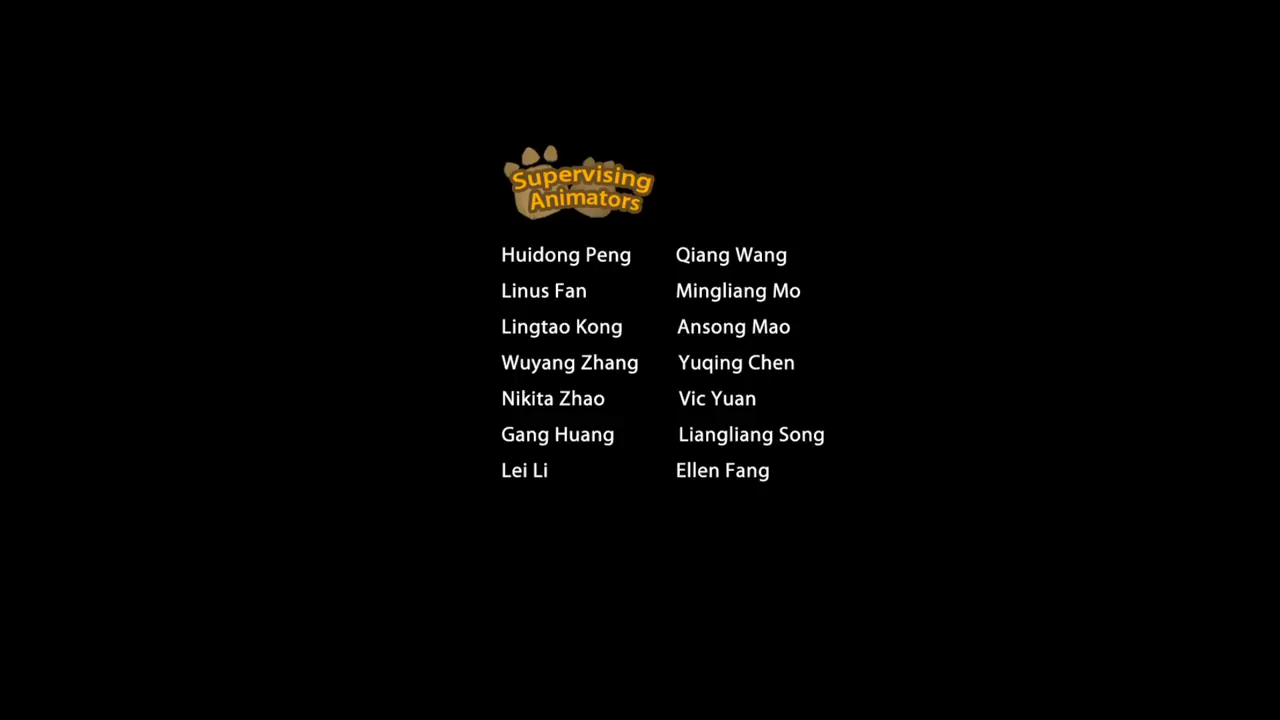 Supervising
Animators
Huidong Peng Qiang Wang
Linus Fan Mingliang Mo
Lingtao Kong Ansong Mao
Wuyang Zhang Yuqing Chen
Nikita Zhao Vic Yuan
Gang Huang Liangliang Song
Lei Li Ellen Fang